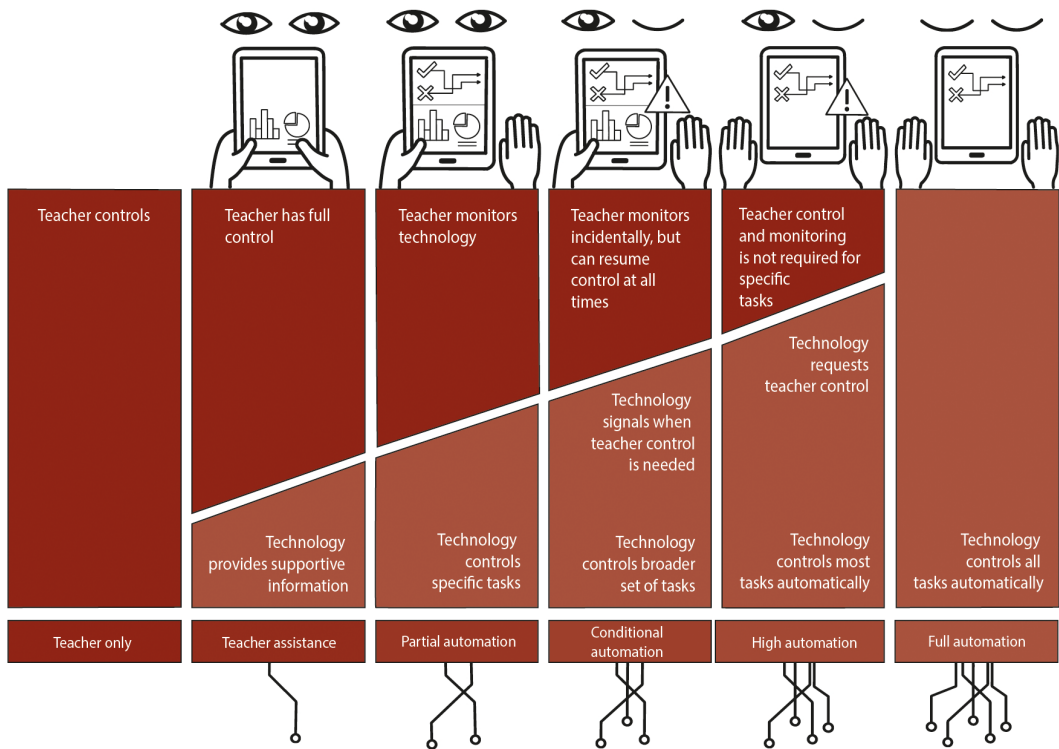 Teacher controls
Teacher has full
control
Teacher monitors
technology
Teacher monitors
incidentally, but
can resume
control at all
times
Teacher control
and monitoring
is not required for
specific
tasks
Technology
provides supportive
information
Technology
controls
specific tasks
Technology
signals when
teacher control
is needed
Technology
controls broader
set of tasks
Technology
requests
teacher control
Technology
controls most
tasks automatically
Technology
controls all
tasks automatically
Teacher only
Teacher assistance
Partial automation
Conditional
automation
High automation
Full automation